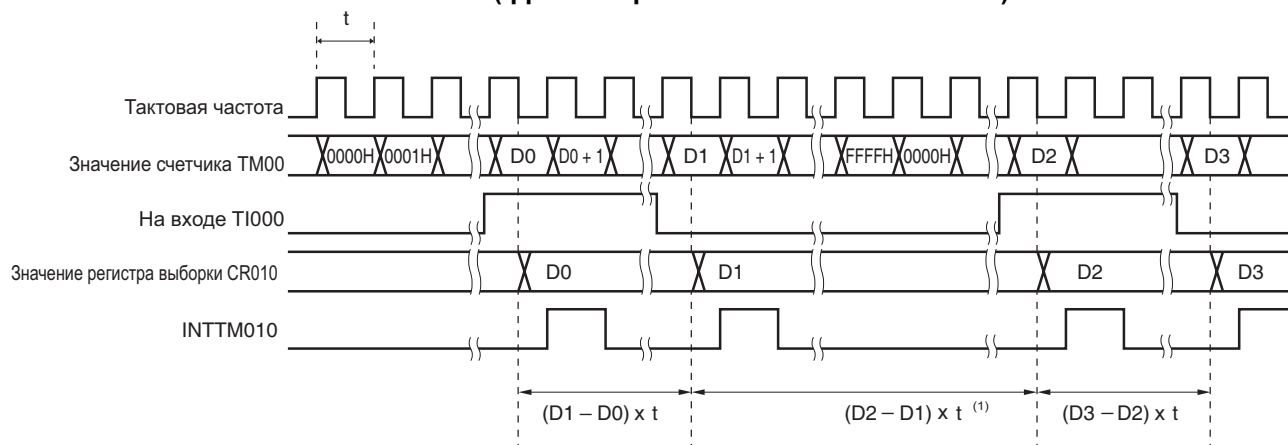 t
Тактовая частота
Значение счетчика TM00
0000H 0001H D0 D0 + 1 D1 D1 + 1 FFFFH 0000H D2 D3
На входе TI000
Значение регистра выборки CR010
D0 D1 D2 D3
INTTM010
(D1 – D0) x t (D2 – D1) x t (1) (D3 – D2) x t